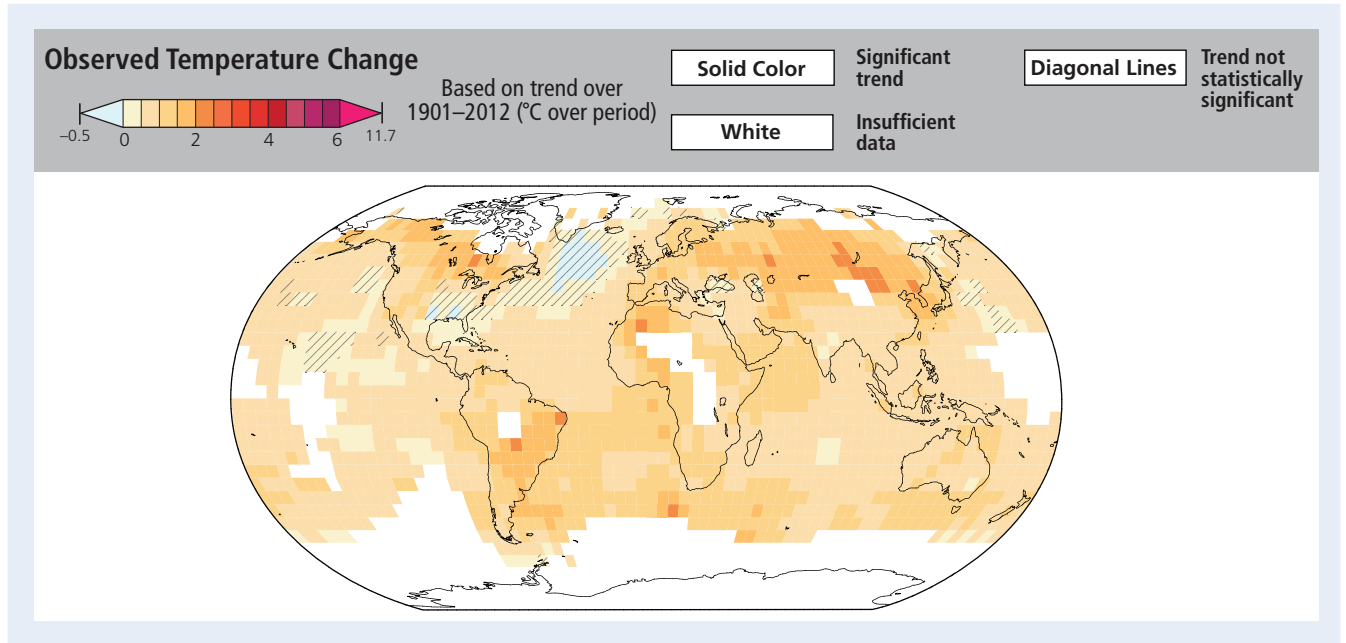 Observed Temperature Change
Based on trend over
1901–2012 (°C over period)
−0.5 0 2 4 6 11.7
Solid Color
Significant
trend
White
Insufficient
data
Diagonal Lines
Trend not
statistically
significant